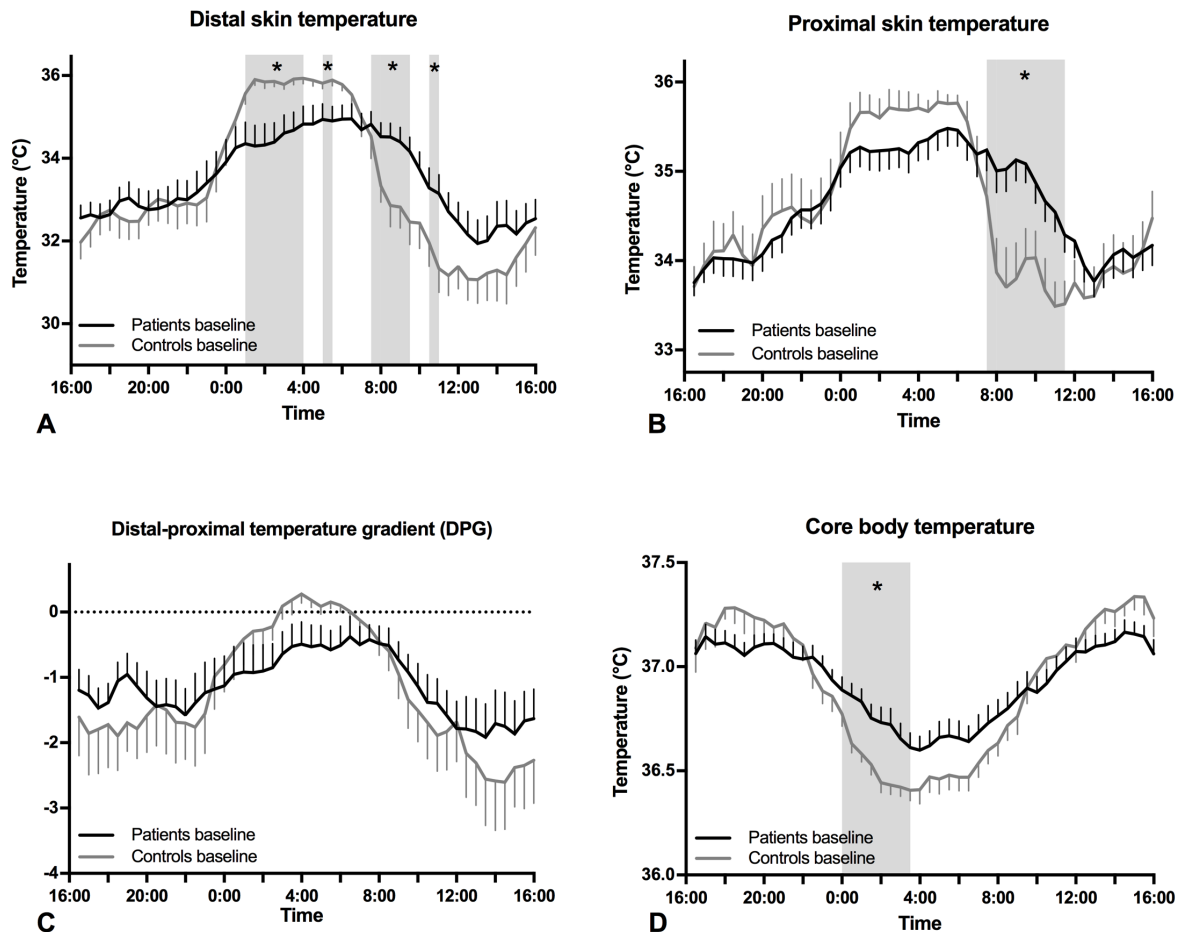 Distal skin temperature
* * * *
36
34
32
30
Temperature (°C)
Patients baseline
Controls baseline
16:00 20:00 0:00 4:00 8:00 12:00 16:00
Time
A
Proximal skin temperature
*
36
35
34
33
Temperature (°C)
Patients baseline
Controls baseline
16:00 20:00 0:00 4:00 8:00 12:00 16:00
Time
B
Distal-proximal temperature gradient (DPG)
0
-1
-2
-3
-4
Patients baseline
Controls baseline
16:00 20:00 0:00 4:00 8:00 12:00 16:00
Time
C
Core body temperature
*
37.5
37.0
36.5
36.0
Temperature (°C)
Patients baseline
Controls baseline
16:00 20:00 0:00 4:00 8:00 12:00 16:00
Time
D